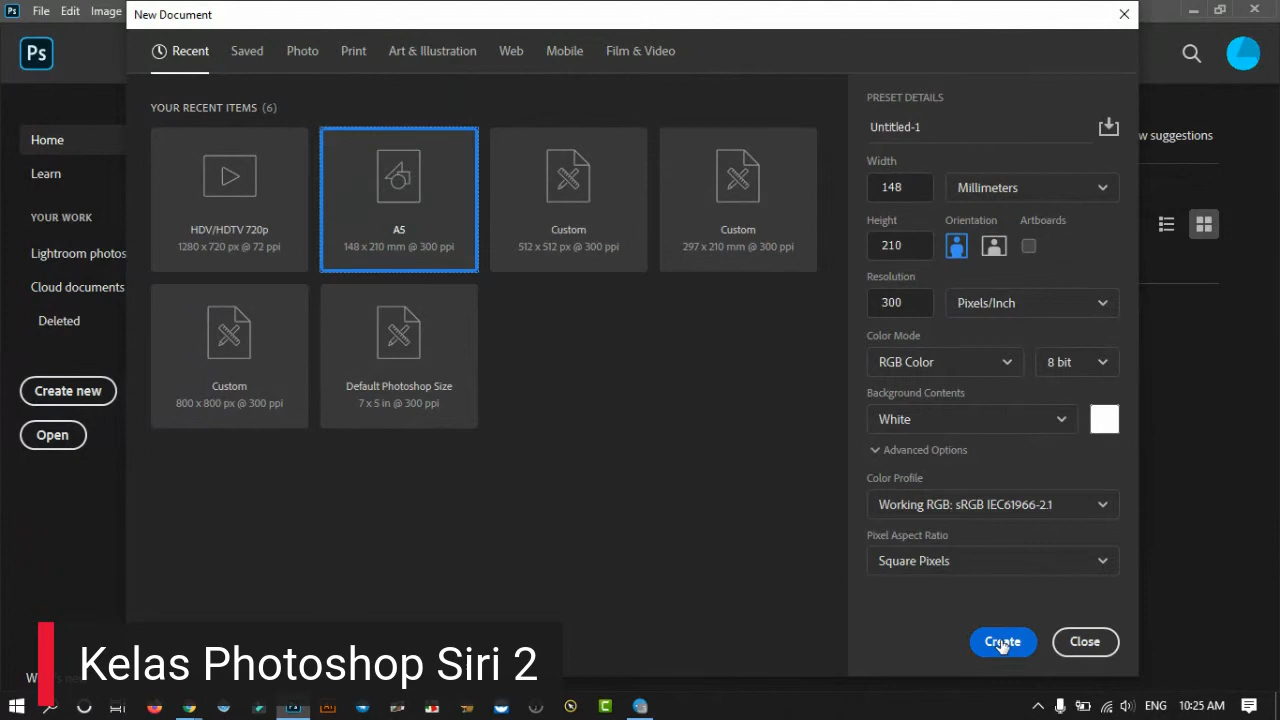 Ps File Edit Image
New Document
Ps
Recent Saved Photo Print Art & Illustration Web Mobile Film & Video
YOUR RECENT ITEMS (6)
HDV/HDTV 720p
1280 x 720 px @ 72 ppi
A5
148 x 210 mm @ 300 ppi
Custom
512 x 512 px @ 300 ppi
Custom
297 x 210 mm @ 300 ppi
Custom
800 x 800 px @ 300 ppi
Default Photoshop Size
7 x 5 in @ 300 ppi
Home
Learn
YOUR WORK
Lightroom photos
Cloud documents
Deleted
Create new
Open
PRESET DETAILS
Untitled-1
Width
148 Millimeters
Height Orientation Artboards
210
Resolution
300 Pixels/Inch
Color Mode
RGB Color 8 bit
Background Contents
White
Advanced Options
Color Profile
Working RGB: sRGB IEC61966-2.1
Pixel Aspect Ratio
Square Pixels
Create Close
suggestions
Kelas Photoshop Siri 2
Ps Ai C
ENG 10:25 AM